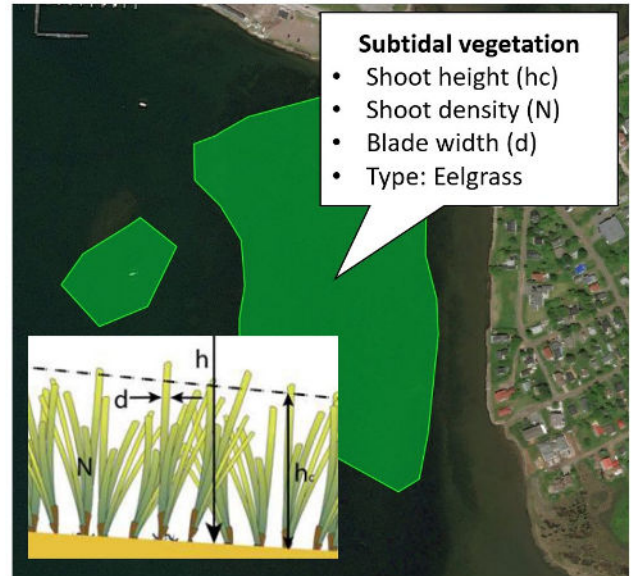 Subtidal vegetation
• Shoot height (hc)
• Shoot density (N)
• Blade width (d)
• Type: Eelgrass
h
d
N
hc